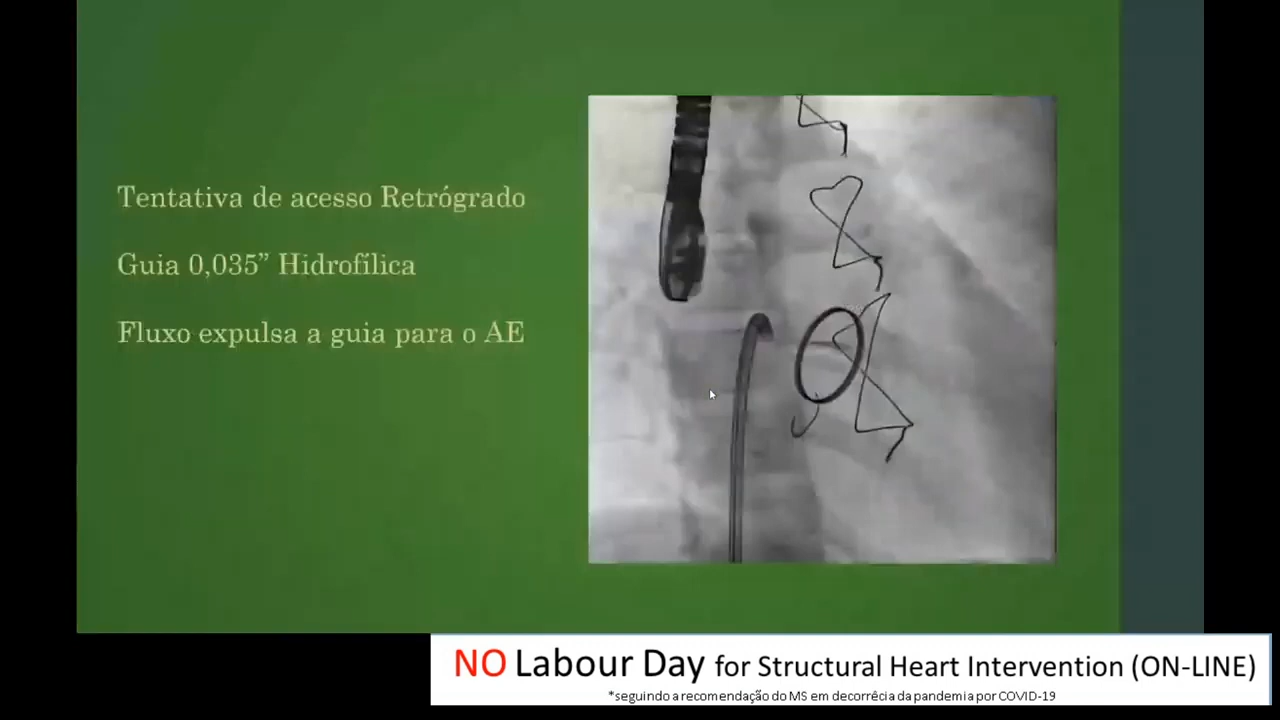 Tentativa de acesso Retrógrado
Guia 0,035” Hidrofílica
Fluxo expulsa a guia para o AE
NO Labour Day for Structural Heart Intervention (ON-LINE)
*seguindo a recomendação do MS em decorrêcia da pandemia por COVID-19